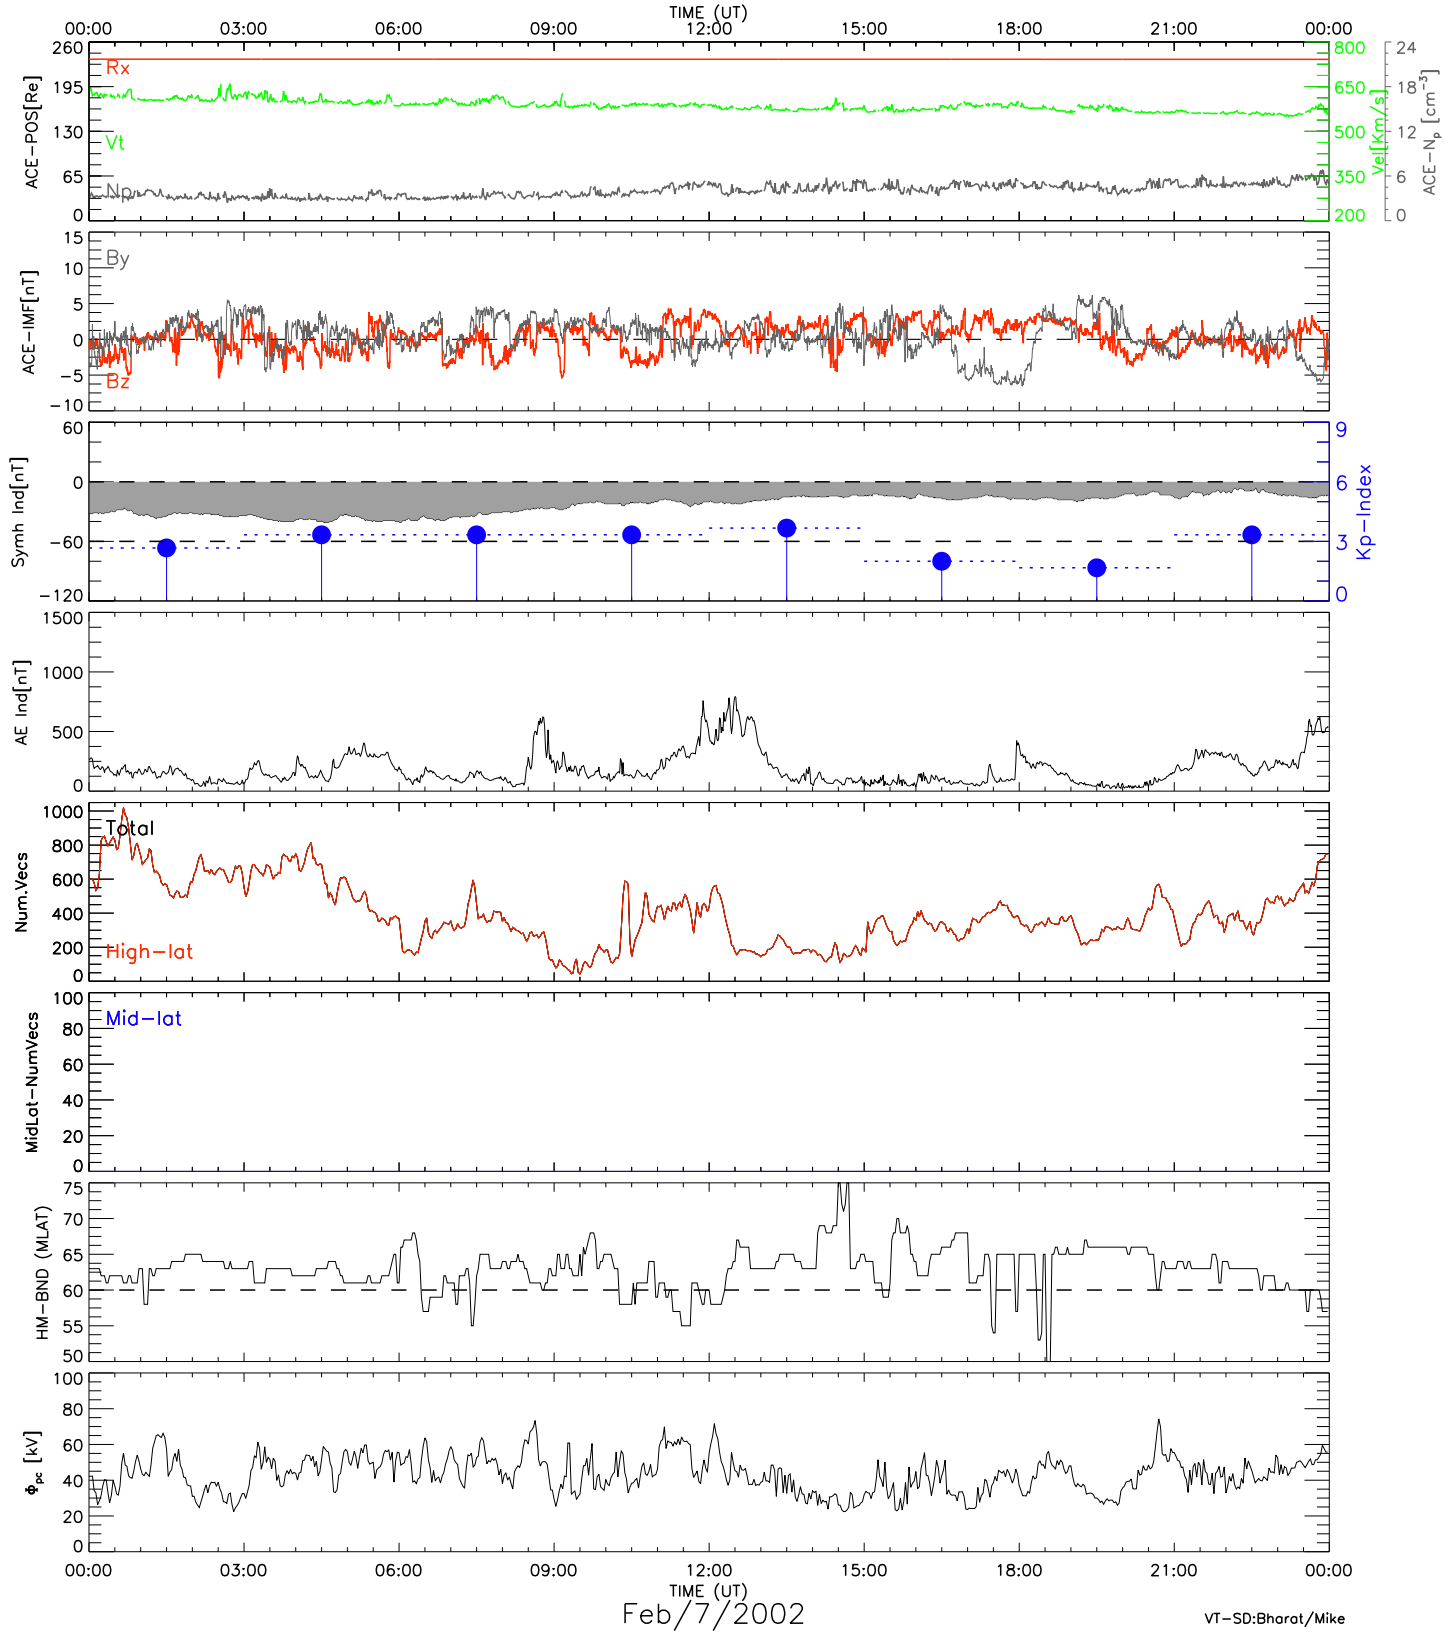 TIME (UT)
00:00 03:00 06:00 09:00 12:00 15:00 18:00 21:00 00:00
260
195
130
65
0
ACE-POS[Re]
Rx
Vt
Np
800
650
500
350
200
Vel[Km/s]
24
18
12
6
0
ACE-Np [cm-3]
15
10
5
0
-5
-10
ACE-IMF[nT]
By
Bz
60
0
-60
-120
Symh Ind[nT]
9
6
3
0
Kp-Index
1500
1000
500
0
AE Ind[nT]
1000
800
600
400
200
0
Num.Vecs
Total
High-lat
100
80
60
40
20
0
MidLat-NumVecs
Mid-lat
75
70
65
60
55
50
HM-BND (MLAT)
100
80
60
40
20
0
Φpc [kV]
00:00 03:00 06:00 09:00 12:00 15:00 18:00 21:00 00:00
TIME (UT)
Feb/7/2002
VT-SD:Bharat/Mike